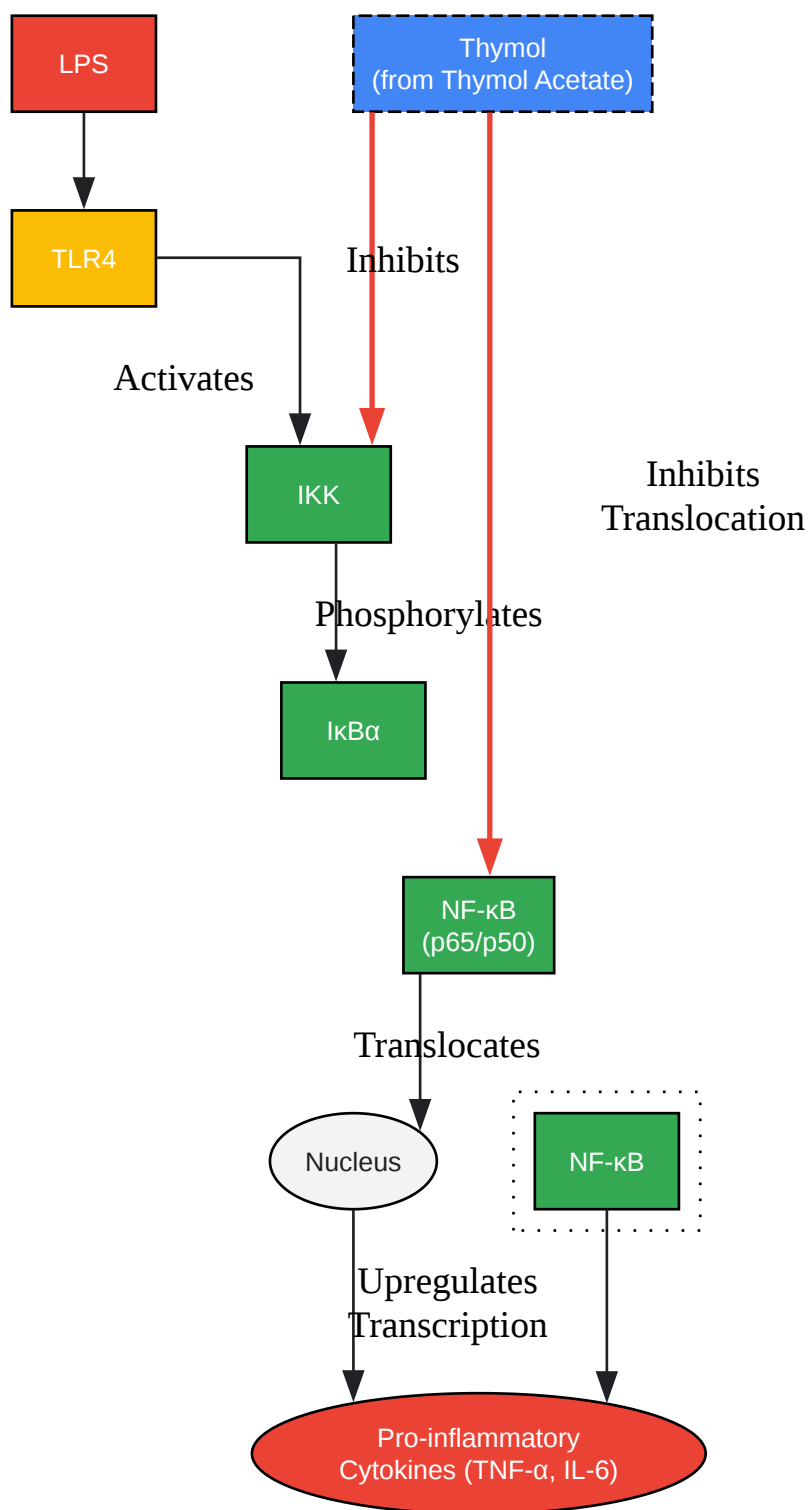 LPS
Thymol
(from Thymol Acetate)
TLR4
Inhibits
Activates
Inhibits
Translocation
IKK
Phosphorylates
IκBα
NF-κB
(p65/p50)
Translocates
Nucleus
NF-κB
Upregulates
Transcription
Pro-inflammatory
Cytokines (TNF-α, IL-6)